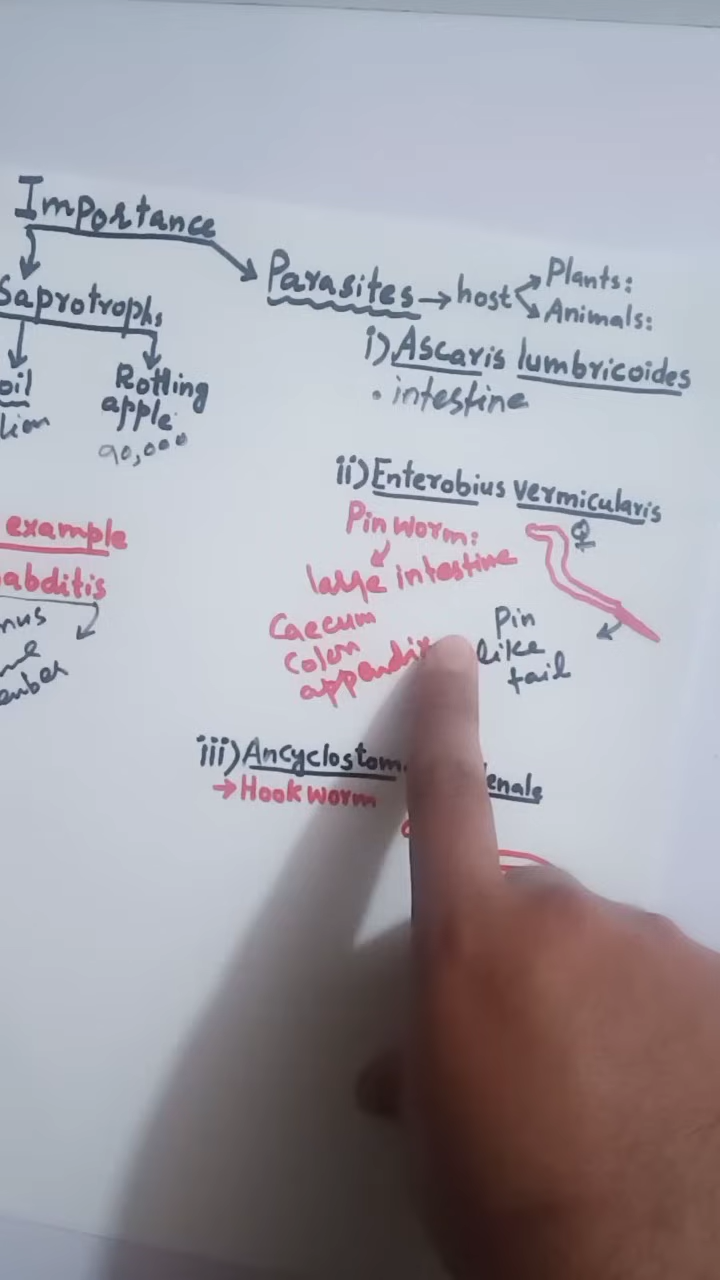 Importance
Saprotrophs
oil
Rotting
apple
90,000
example
abditis
Parasites → host
Plants:
Animals:
i) Ascaris lumbricoides
• intestine
ii) Enterobius vermicularis
Pin worm:
large intestine
Caecum
Colon
appendix
♀
Pin
like
tail
iii) Ancyclostom enale
→ Hook worm